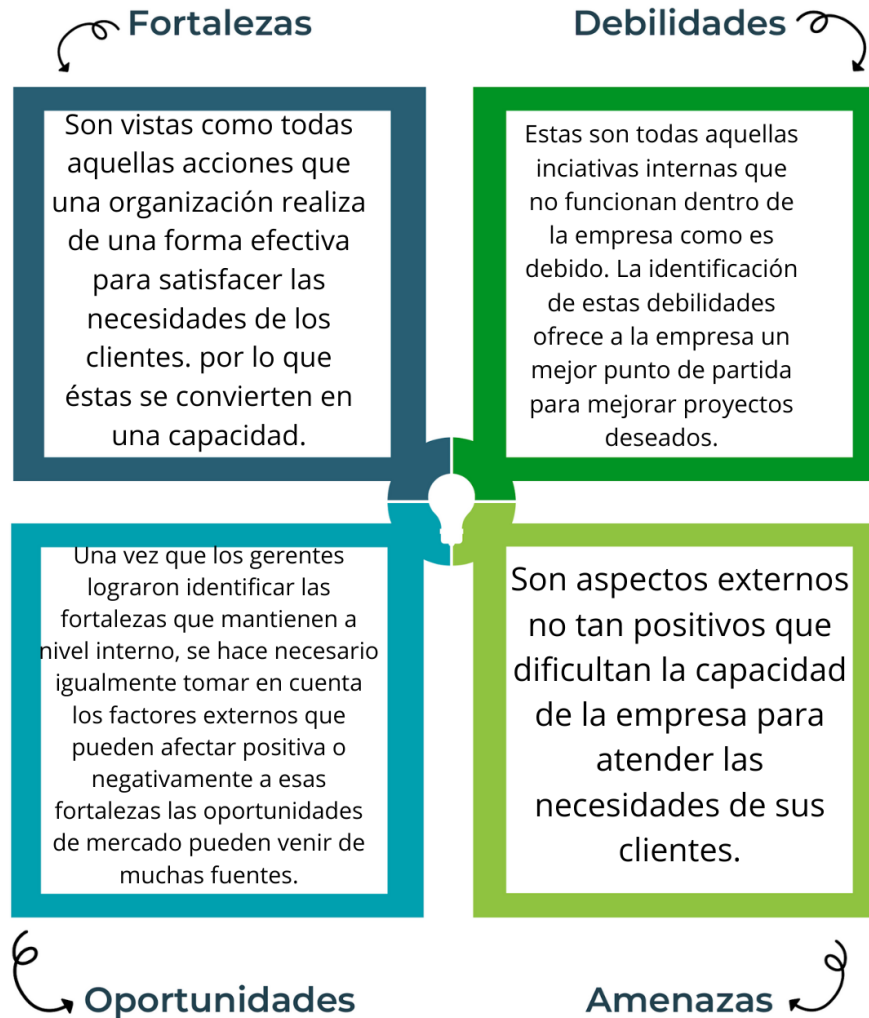 Fortalezas
Son vistas como todas
aquellas acciones que
una organización realiza
de una forma efectiva
para satisfacer las
necesidades de los
clientes. por lo que
éstas se convierten en
una capacidad.
Debilidades
Estas son todas aquellas
inciativas internas que
no funcionan dentro de
la empresa como es
debido. La identificación
de estas debilidades
ofrece a la empresa un
mejor punto de partida
para mejorar proyectos
deseados.
Una vez que los gerentes
lograron identificar las
fortalezas que mantienen a
nivel interno, se hace necesario
igualmente tomar en cuenta
los factores externos que
pueden afectar positiva o
negativamente a esas
fortalezas las oportunidades
de mercado pueden venir de
muchas fuentes.
Oportunidades
Son aspectos externos
no tan positivos que
dificultan la capacidad
de la empresa para
atender las
necesidades de sus
clientes.
Amenazas